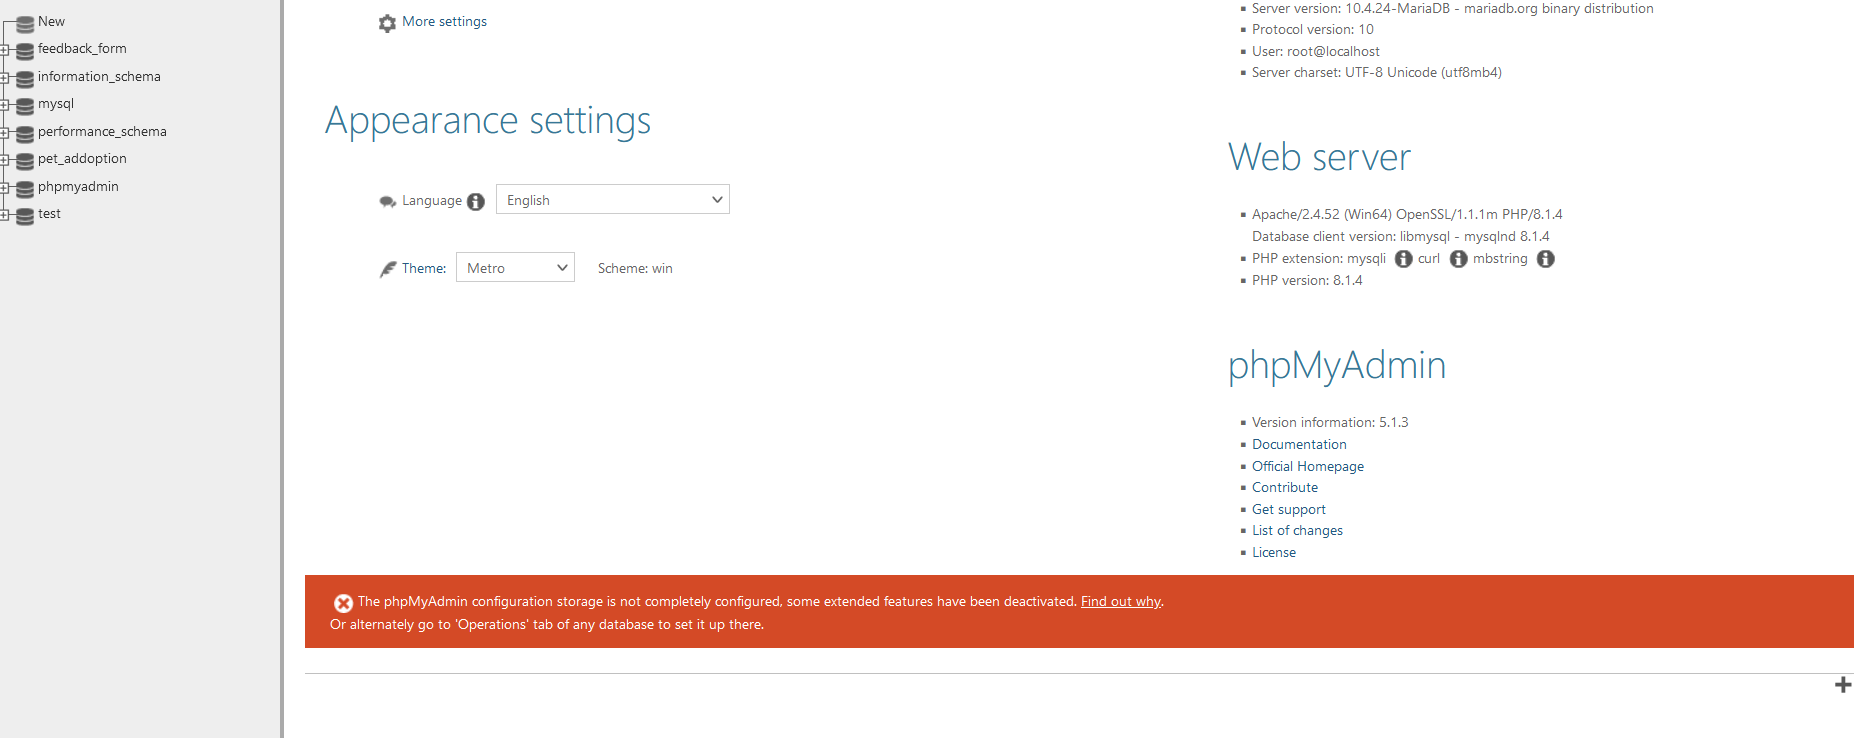 New
feedback_form
information_schema
mysql
performance_schema
pet_addoption
phpmyadmin
test
More settings
Appearance settings
Language English
Theme: Metro Scheme: win
Server version: 10.4.24-MariaDB - mariadb.org binary distribution
Protocol version: 10
User: root@localhost
Server charset: UTF-8 Unicode (utf8mb4)
Web server
Apache/2.4.52 (Win64) OpenSSL/1.1.1m PHP/8.1.4
Database client version: libmysql - mysqlnd 8.1.4
PHP extension: mysqli curl mbstring
PHP version: 8.1.4
phpMyAdmin
Version information: 5.1.3
Documentation
Official Homepage
Contribute
Get support
List of changes
License
The phpMyAdmin configuration storage is not completely configured, some extended features have been deactivated. Find out why.
Or alternately go to 'Operations' tab of any database to set it up there.